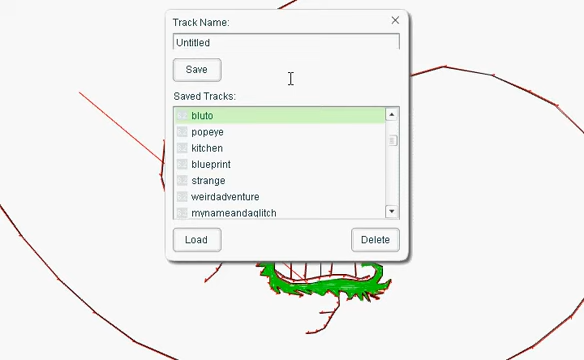 Track Name:
Untitled
Save
Saved Tracks:
bluto
popeye
kitchen
blueprint
strange
weirdadventure
mynameandaglitch
Load
Delete